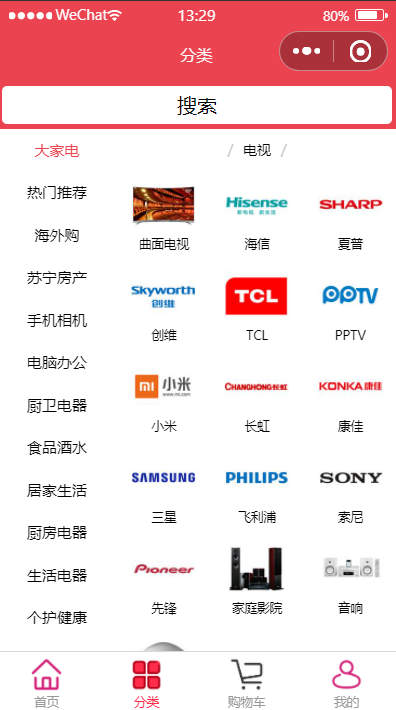 WeChat 13:29 80%
分类
搜索
大家电
热门推荐
海外购
苏宁房产
手机相机
电脑办公
厨卫电器
食品酒水
居家生活
厨房电器
生活电器
个护健康
/ 电视 /
Hisense SHARP
曲面电视 海信 夏普
Skyworth 创维 TCL PPTV
创维 TCL PPTV
mi 小米 CHANGHONG长虹 KONKA康佳
www.mi.com
小米 长虹 康佳
SAMSUNG PHILIPS SONY
三星 飞利浦 索尼
Pioneer
先锋 家庭影院 音响
首页 分类 购物车 我的